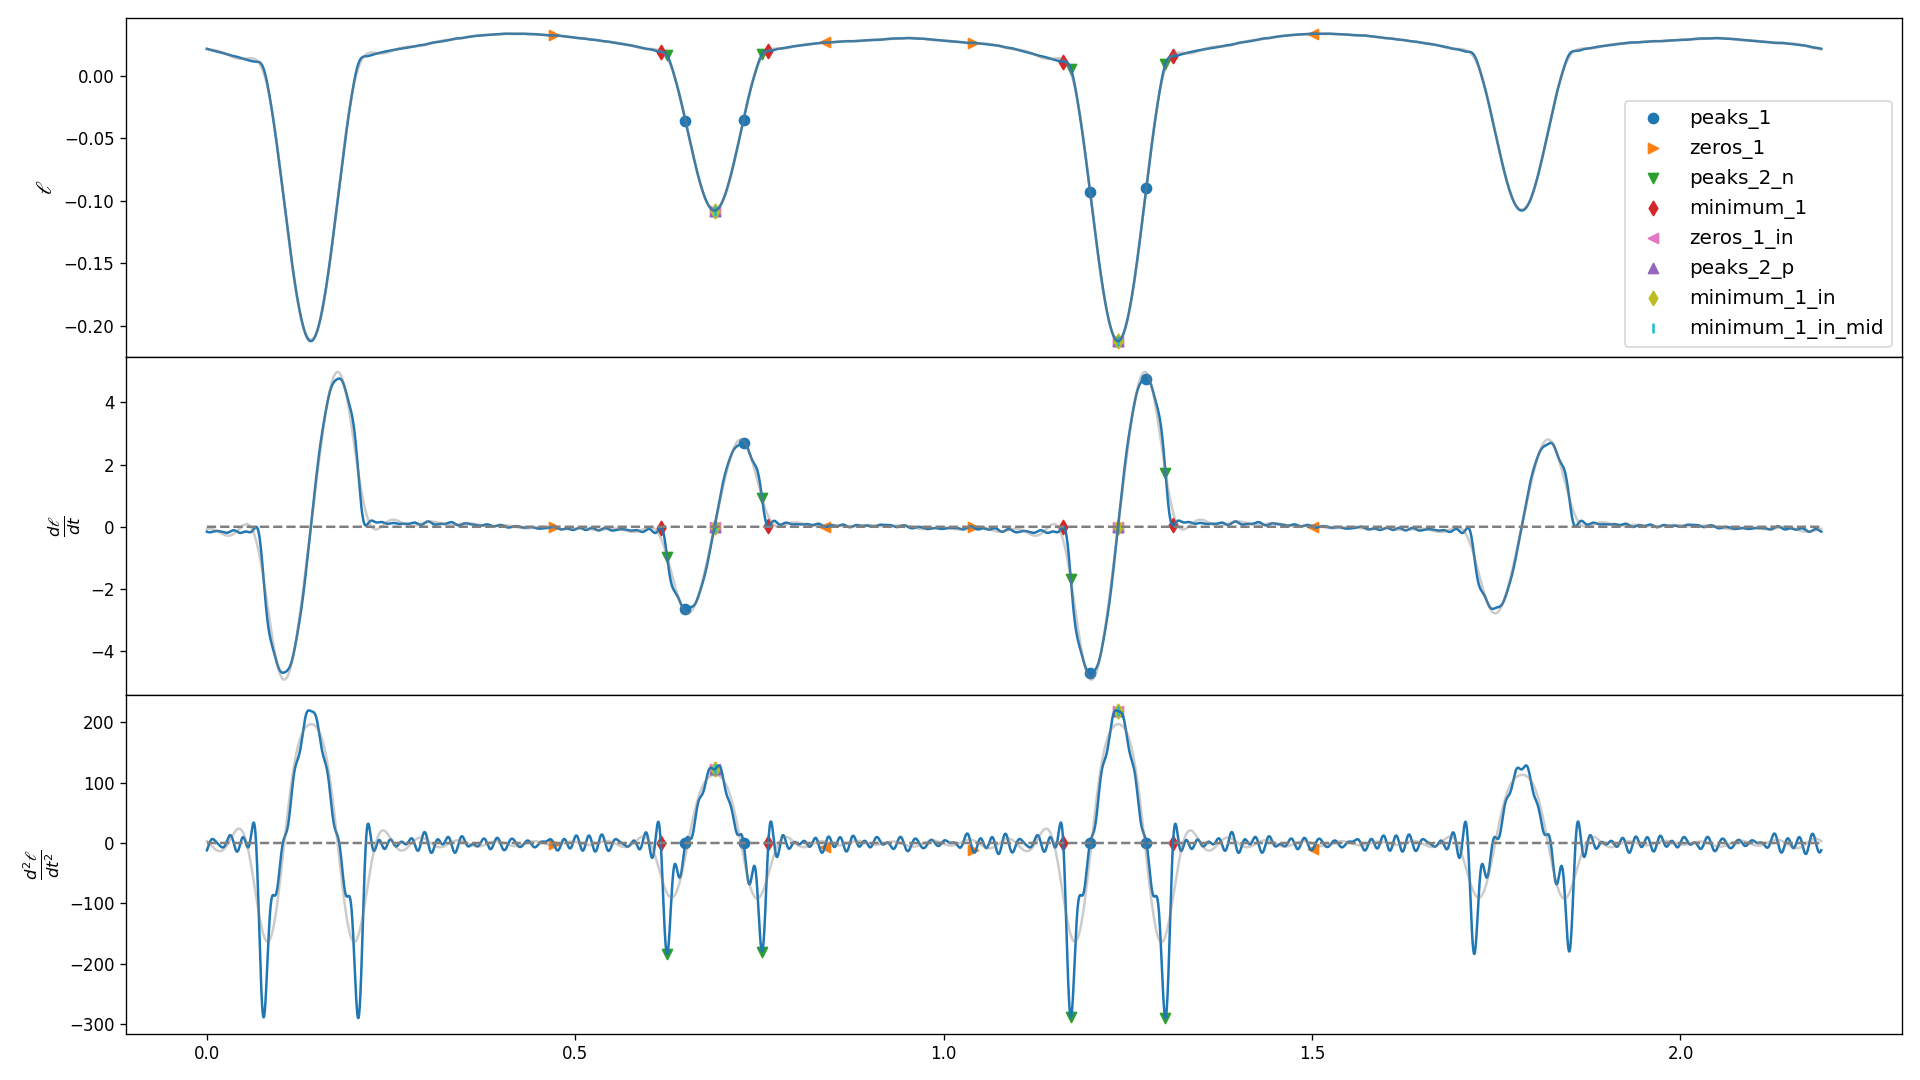 0.00
−0.05
−0.10
−0.15
−0.20
ℓ
peaks_1
zeros_1
peaks_2_n
minimum_1
zeros_1_in
peaks_2_p
minimum_1_in
minimum_1_in_mid
4
2
0
−2
−4
dℓ
dt
200
100
0
−100
−200
−300
d²ℓ
dt²
0.0 0.5 1.0 1.5 2.0